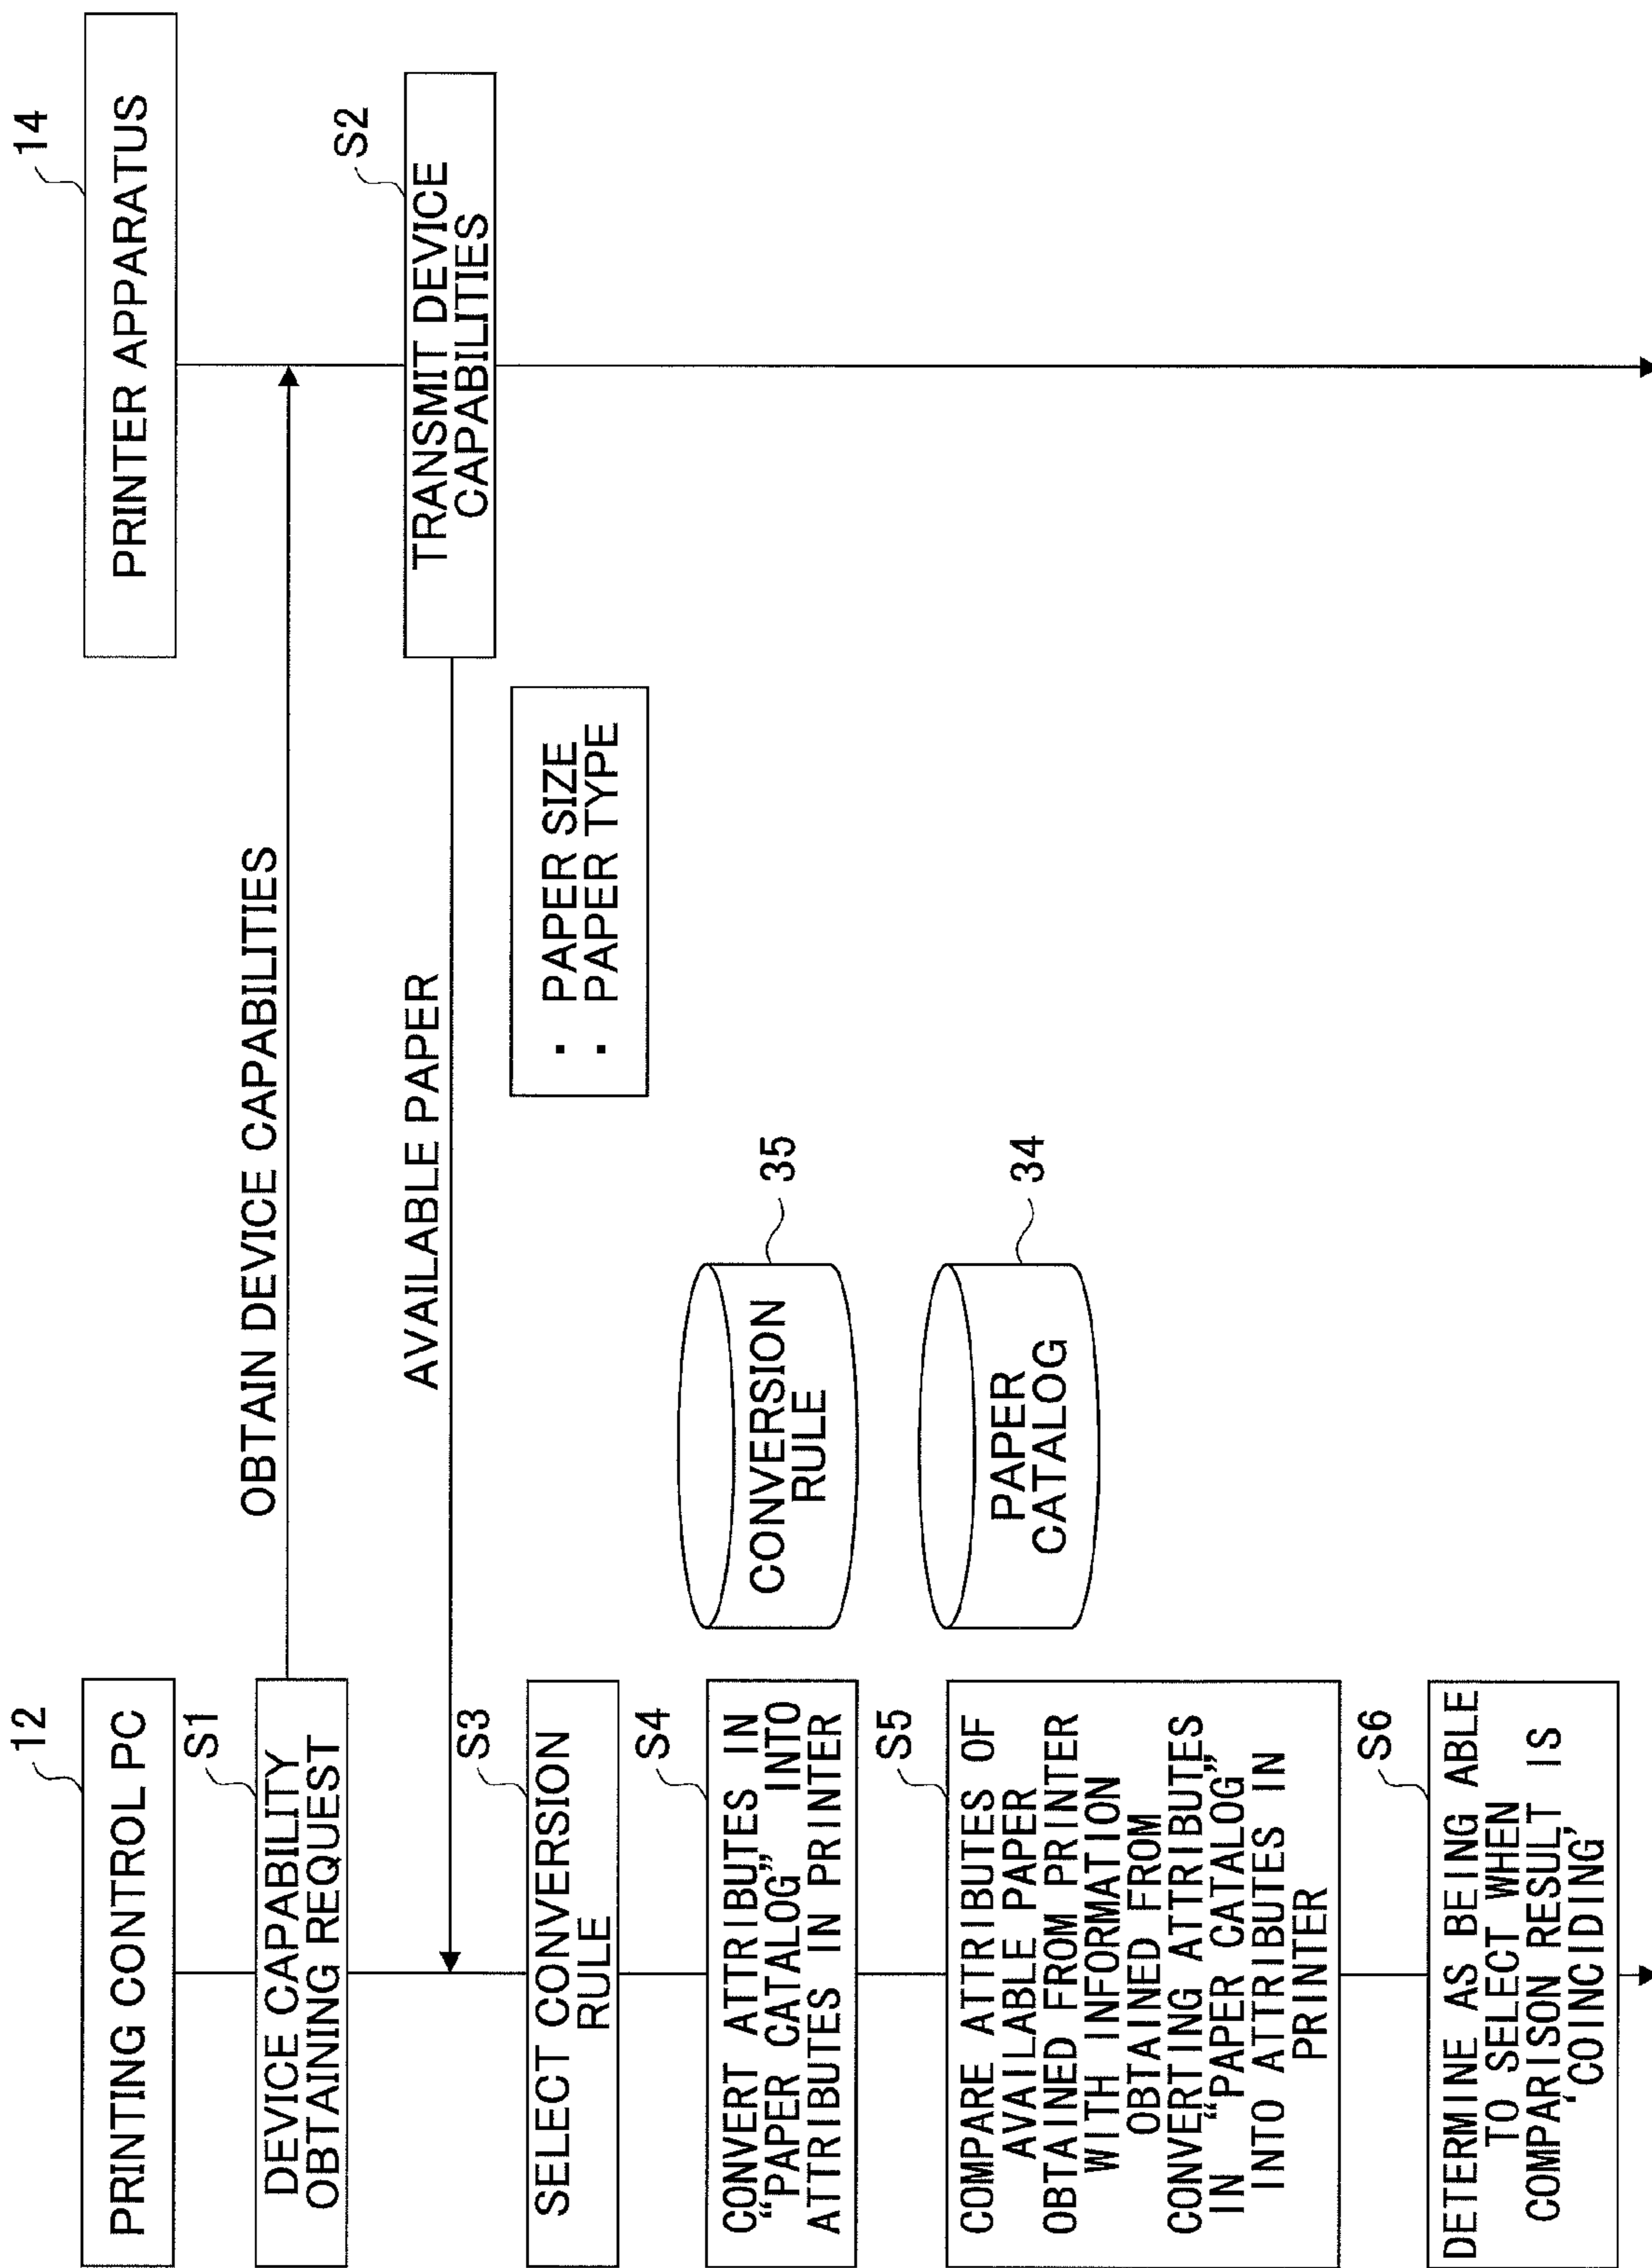 12
PRINTING CONTROL PC
14
PRINTER APPARATUS
S1
DEVICE CAPABILITY
OBTAINING REQUEST
OBTAIN DEVICE CAPABILITIES
S2
TRANSMIT DEVICE
CAPABILITIES
AVAILABLE PAPER
: PAPER SIZE
: PAPER TYPE
S3
SELECT CONVERSION
RULE
S4
CONVERT ATTRIBUTES IN
“PAPER CATALOG” INTO
ATTRIBUTES IN PRINTER
35
CONVERSION
RULE
S5
COMPARE ATTRIBUTES OF
AVAILABLE PAPER
OBTAINED FROM PRINTER
WITH INFORMATION
OBTAINED FROM
CONVERTING ATTRIBUTES
IN “PAPER CATALOG”
INTO ATTRIBUTES IN
PRINTER
34
PAPER
CATALOG
S6
DETERMINE AS BEING ABLE
TO SELECT WHEN
COMPARISON RESULT IS
‘COINCIDING’